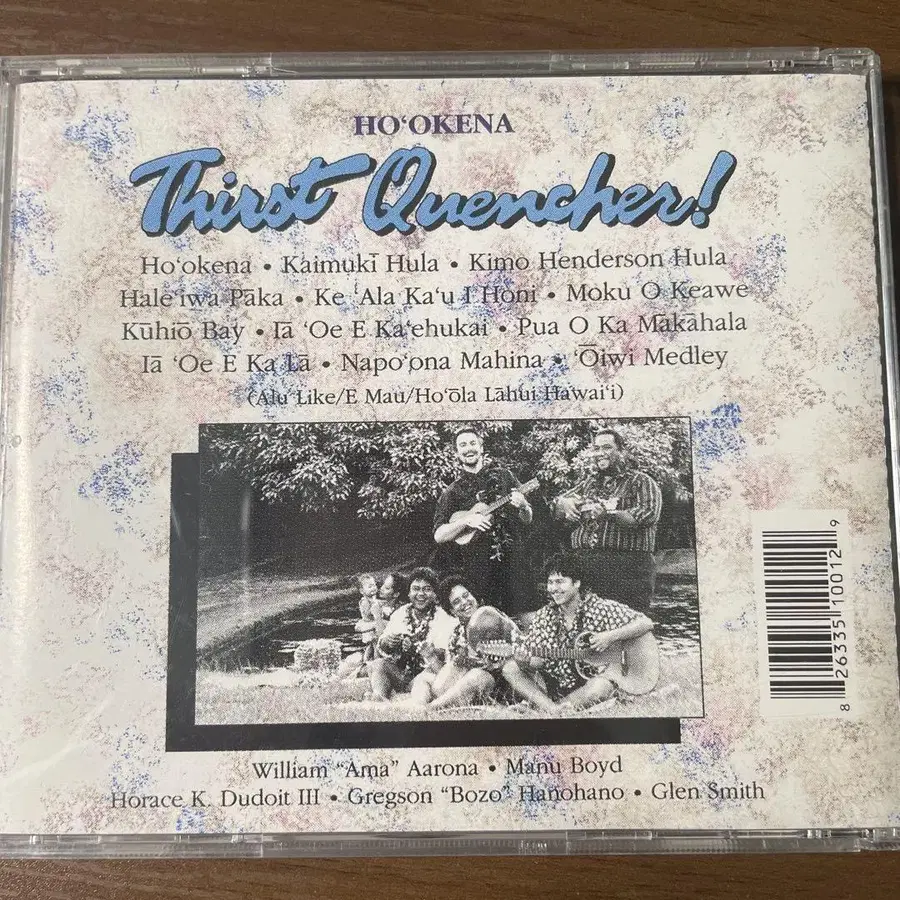 HO‘OKENA
Thirst Quencher!
Ho‘okena • Kaimukī Hula • Kimo Henderson Hula
Hale‘iwa Pāka • Ke ‘Ala Ka‘u I Honi • Moku O Keawe
Kūhiō Bay • Iā ‘Oe E Ka‘ehukai • Pua O Ka Mākāhala
Iā ‘Oe E Ka Lā • Napo‘ona Mahina • ‘Ōiwi Medley
(Alu Like/E Mau/Ho‘ōla Lāhui Hawai‘i)
8 26335 10012 9
William “Ama” Aarona • Manu Boyd
Horace K. Dudoit III • Gregson “Bozo” Hanohano • Glen Smith